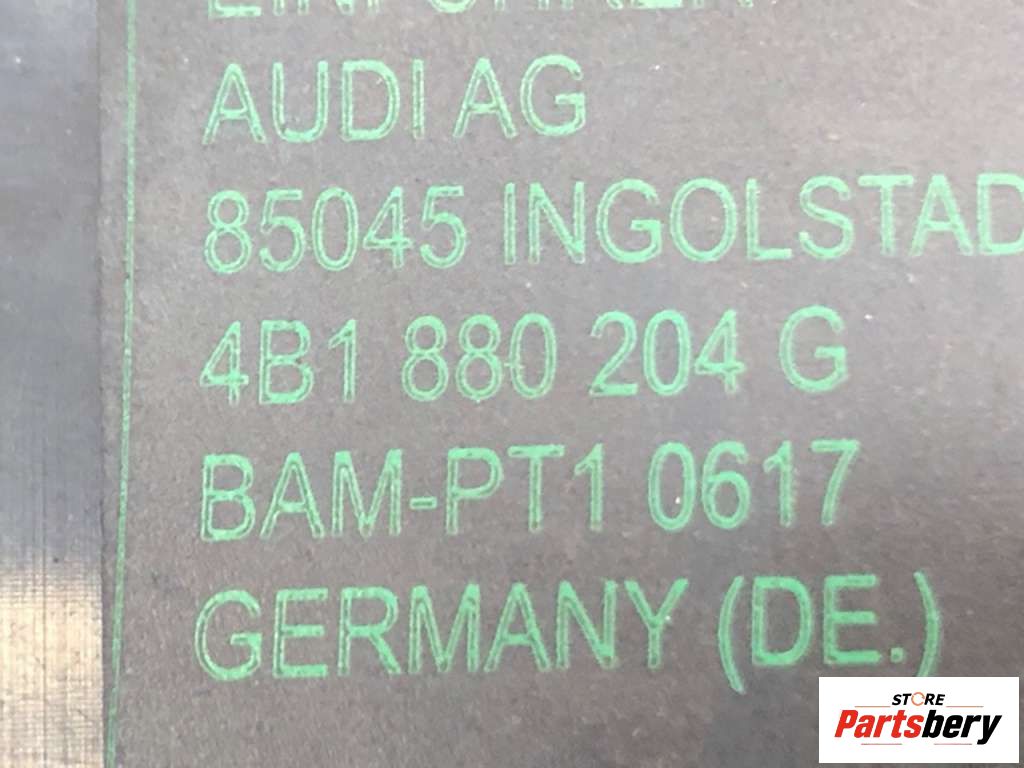 AUDI AG
85045 INGOLSTAD
4B1 880 204 G
BAM-PT1 0617
GERMANY (DE.)
STORE
Partsbery